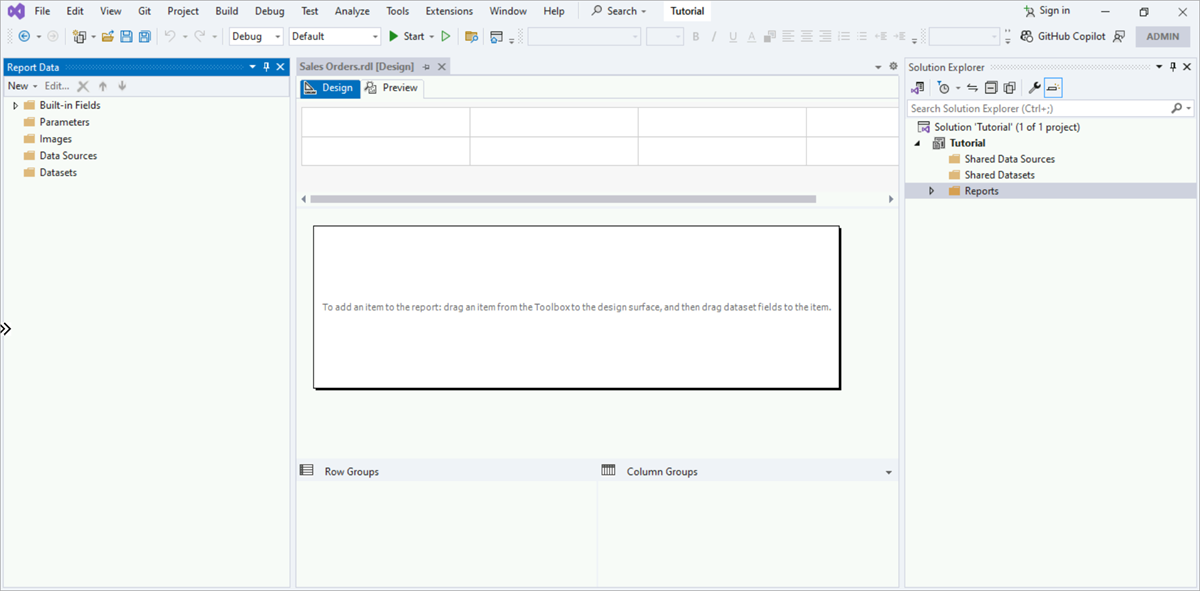 File Edit View Git Project Build Debug Test Analyze Tools Extensions Window Help Search Tutorial Sign in
Debug Default Start B I U A GitHub Copilot ADMIN
Report Data
New Edit...
Built-in Fields
Parameters
Images
Data Sources
Datasets
Sales Orders.rdl [Design]
Design Preview
To add an item to the report: drag an item from the Toolbox to the design surface, and then drag dataset fields to the item.
Row Groups Column Groups
Solution Explorer
Search Solution Explorer (Ctrl+;)
Solution 'Tutorial' (1 of 1 project)
Tutorial
Shared Data Sources
Shared Datasets
Reports